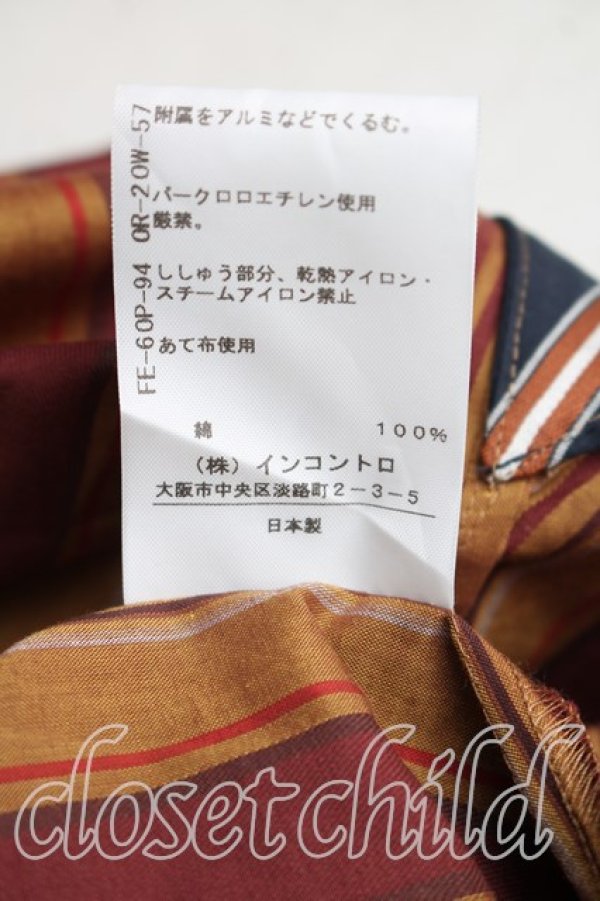 附属をアルミなどでくるむ。
パークロロエチレン使用
厳禁。
ししゅう部分、乾熱アイロン・
スチームアイロン禁止
あて布使用
FE-60P-94 OR-20W-57
綿 100%
(株)インコントロ
大阪市中央区淡路町2-3-5
日本製
closetchild